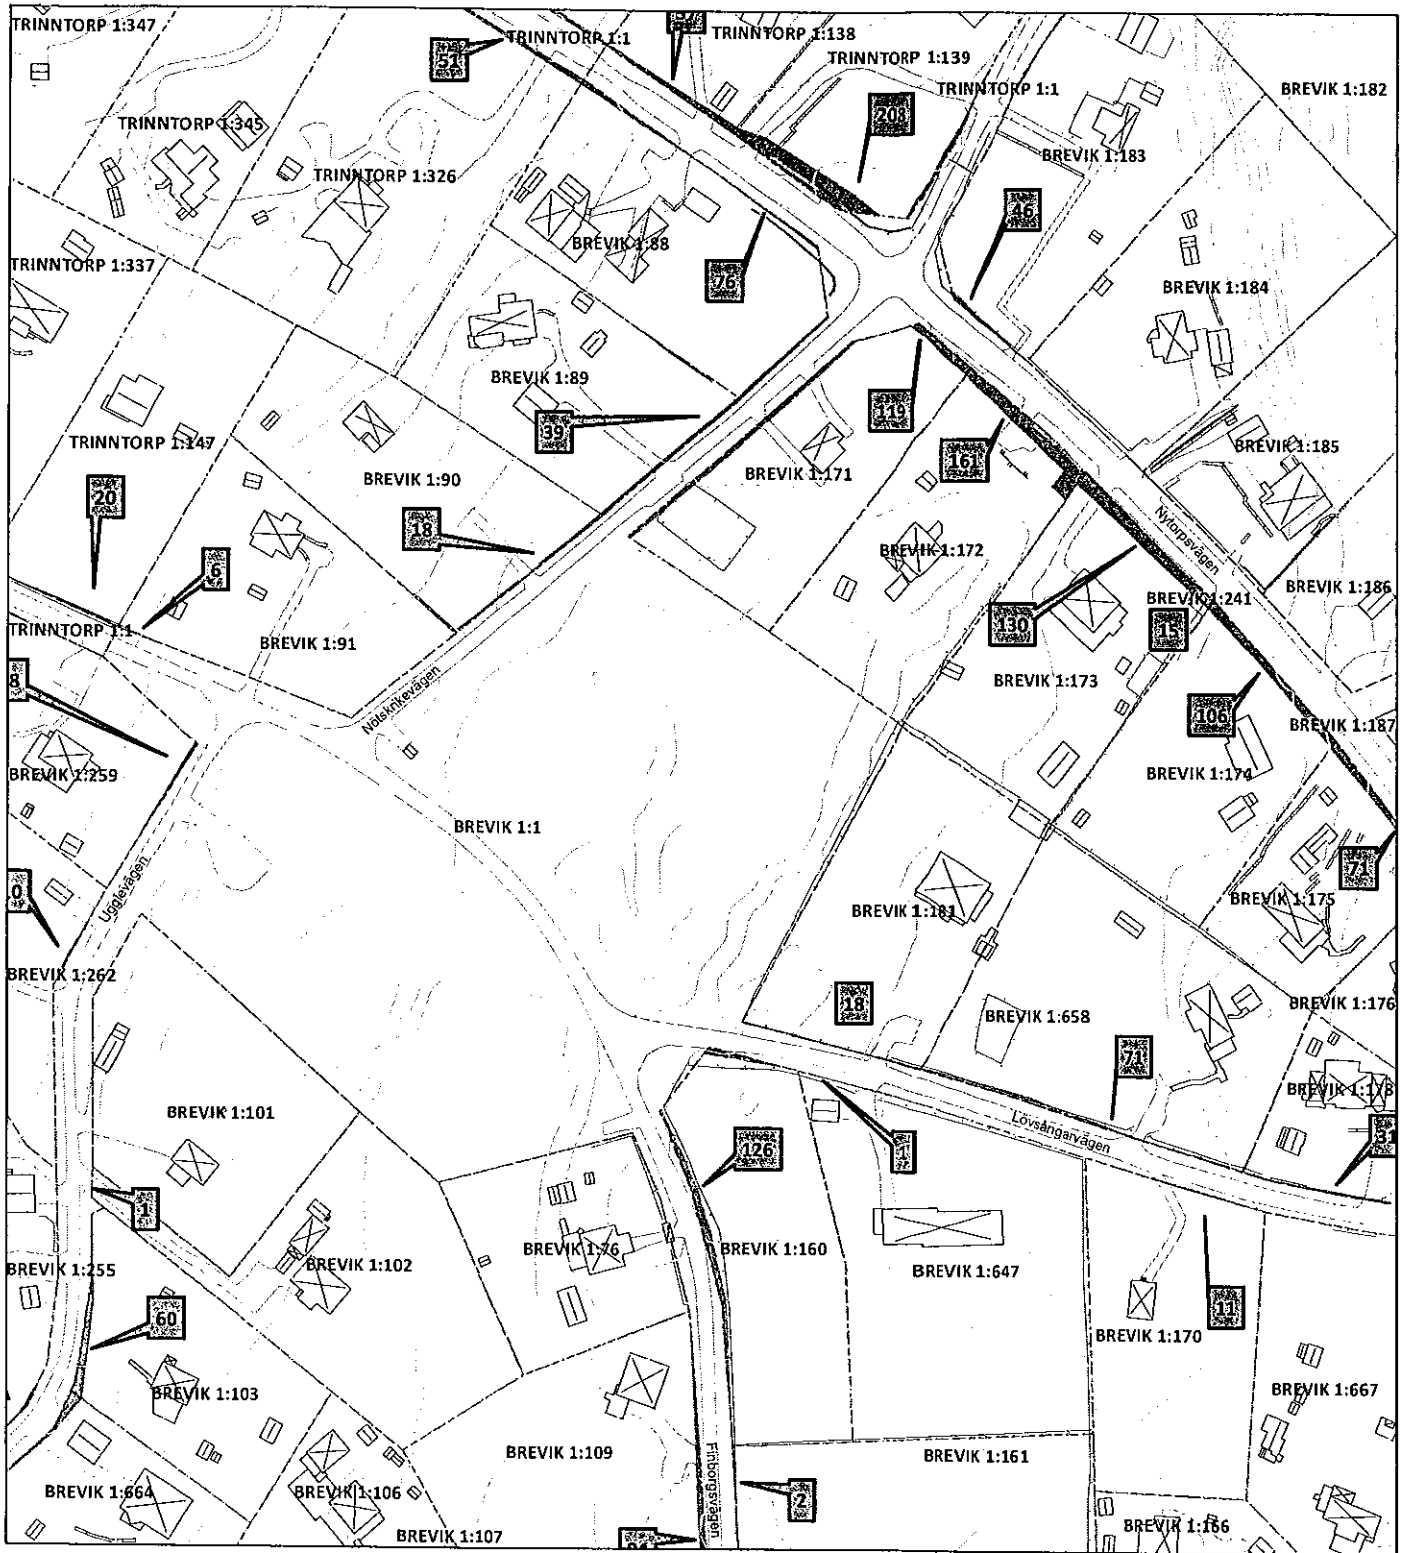 TRINNTORP 1:347
51
TRINNTORP 1:1
57
TRINNTORP 1:138
TRINNTORP 1:139
TRINNTORP 1:1
BREVIK 1:182
208
TRINNTORP 1:345
BREVIK 1:183
TRINNTORP 1:326
46
TRINNTORP 1:337
BREVIK 1:88
76
BREVIK 1:184
BREVIK 1:89
39
119
TRINNTORP 1:147
BREVIK 1:185
161
BREVIK 1:171
BREVIK 1:90
20
18
Nytorpsvägen
BREVIK 1:172
6
BREVIK 1:186
BREVIK 1:241
130
15
TRINNTORP 1:1
BREVIK 1:91
8
BREVIK 1:173
Nötskrikevägen
106
BREVIK 1:187
BREVIK 1:259
BREVIK 1:174
BREVIK 1:1
71
0
Ugglevägen
BREVIK 1:175
BREVIK 1:181
BREVIK 1:262
18
BREVIK 1:176
BREVIK 1:658
71
BREVIK 1:178
BREVIK 1:101
Lövsångarvägen
31
126
1
1
BREVIK 1:76
BREVIK 1:160
BREVIK 1:102
BREVIK 1:255
BREVIK 1:647
60
11
BREVIK 1:170
BREVIK 1:103
BREVIK 1:667
BREVIK 1:109
BREVIK 1:161
BREVIK 1:664
BREVIK 1:106
Finborgsvägen
2
BREVIK 1:107
BREVIK 1:166